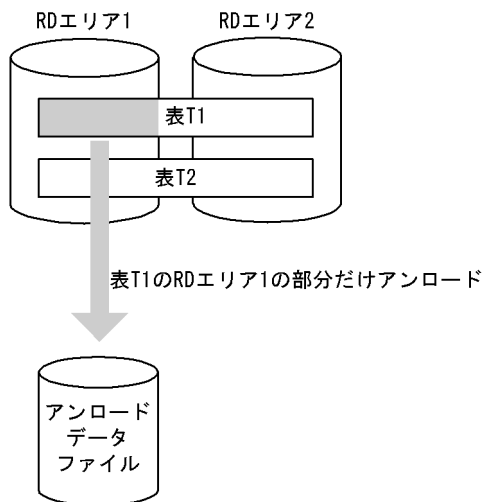 RDエリア1
RDエリア2
表T1
表T2
表T1のRDエリア1の部分だけアンロード
アンロード
データ
ファイル